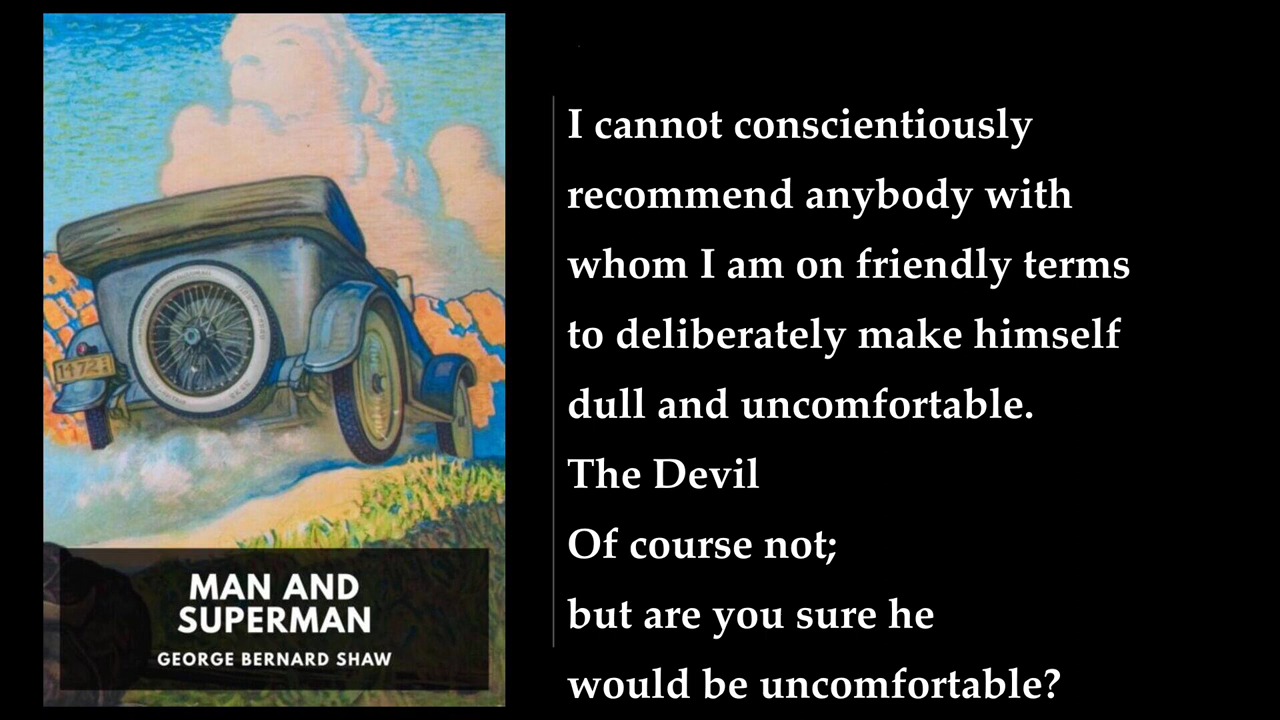 1472
MAN AND
SUPERMAN
GEORGE BERNARD SHAW
I cannot conscientiously
recommend anybody with
whom I am on friendly terms
to deliberately make himself
dull and uncomfortable.
The Devil
Of course not;
but are you sure he
would be uncomfortable?